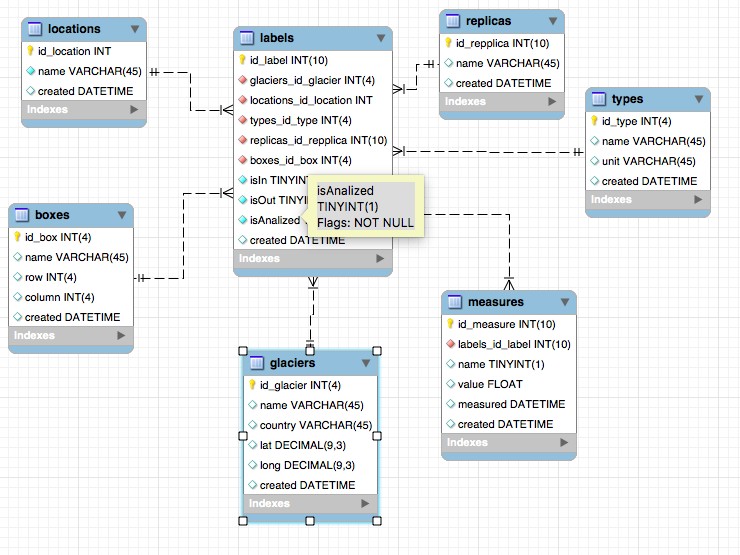 locations
id_location INT
name VARCHAR(45)
created DATETIME
Indexes
labels
id_label INT(10)
glaciers_id_glacier INT(4)
locations_id_location INT
types_id_type INT(4)
replicas_id_repplica INT(10)
boxes_id_box INT(4)
isIn TINYINT
isOut TINYINT
isAnalized
created DATETIME
Indexes
isAnalized
TINYINT(1)
Flags: NOT NULL
replicas
id_repplica INT(10)
name VARCHAR(45)
created DATETIME
Indexes
types
id_type INT(4)
name VARCHAR(45)
unit VARCHAR(45)
created DATETIME
Indexes
boxes
id_box INT(4)
name VARCHAR(45)
row INT(4)
column INT(4)
created DATETIME
Indexes
measures
id_measure INT(10)
labels_id_label INT(10)
name TINYINT(1)
value FLOAT
measured DATETIME
created DATETIME
Indexes
glaciers
id_glacier INT(4)
name VARCHAR(45)
country VARCHAR(45)
lat DECIMAL(9,3)
long DECIMAL(9,3)
created DATETIME
Indexes